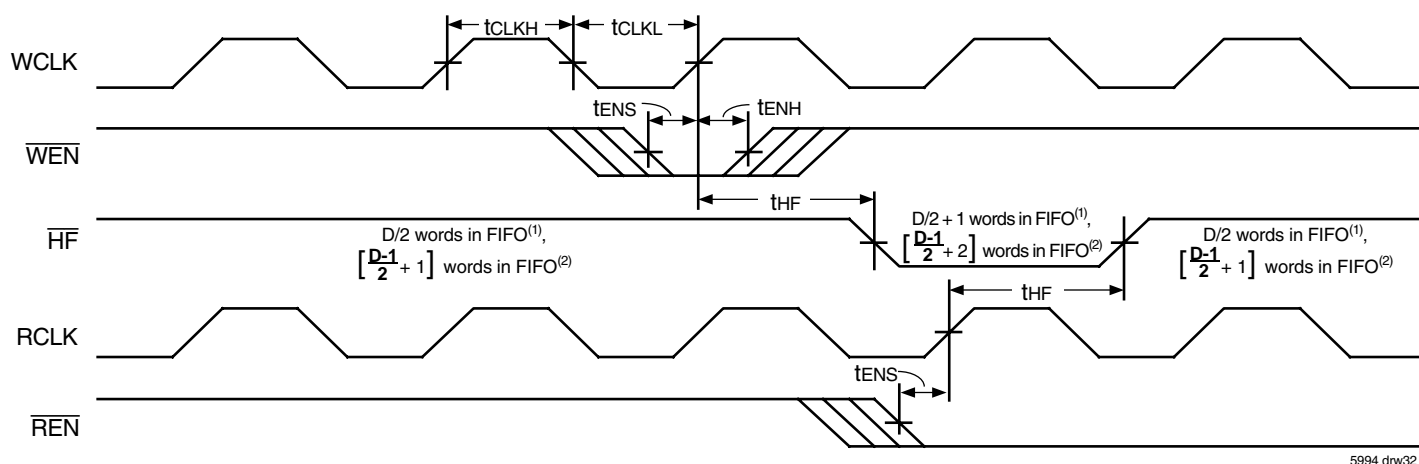 tCLKH
tCLKL
WCLK
tENS
tENH
WEN
tHF
HF
D/2 words in FIFO(1),
[D-1/2 + 1] words in FIFO(2)
D/2 + 1 words in FIFO(1),
[D-1/2 + 2] words in FIFO(2)
D/2 words in FIFO(1),
[D-1/2 + 1] words in FIFO(2)
tHF
RCLK
tENS
REN
5994 drw32